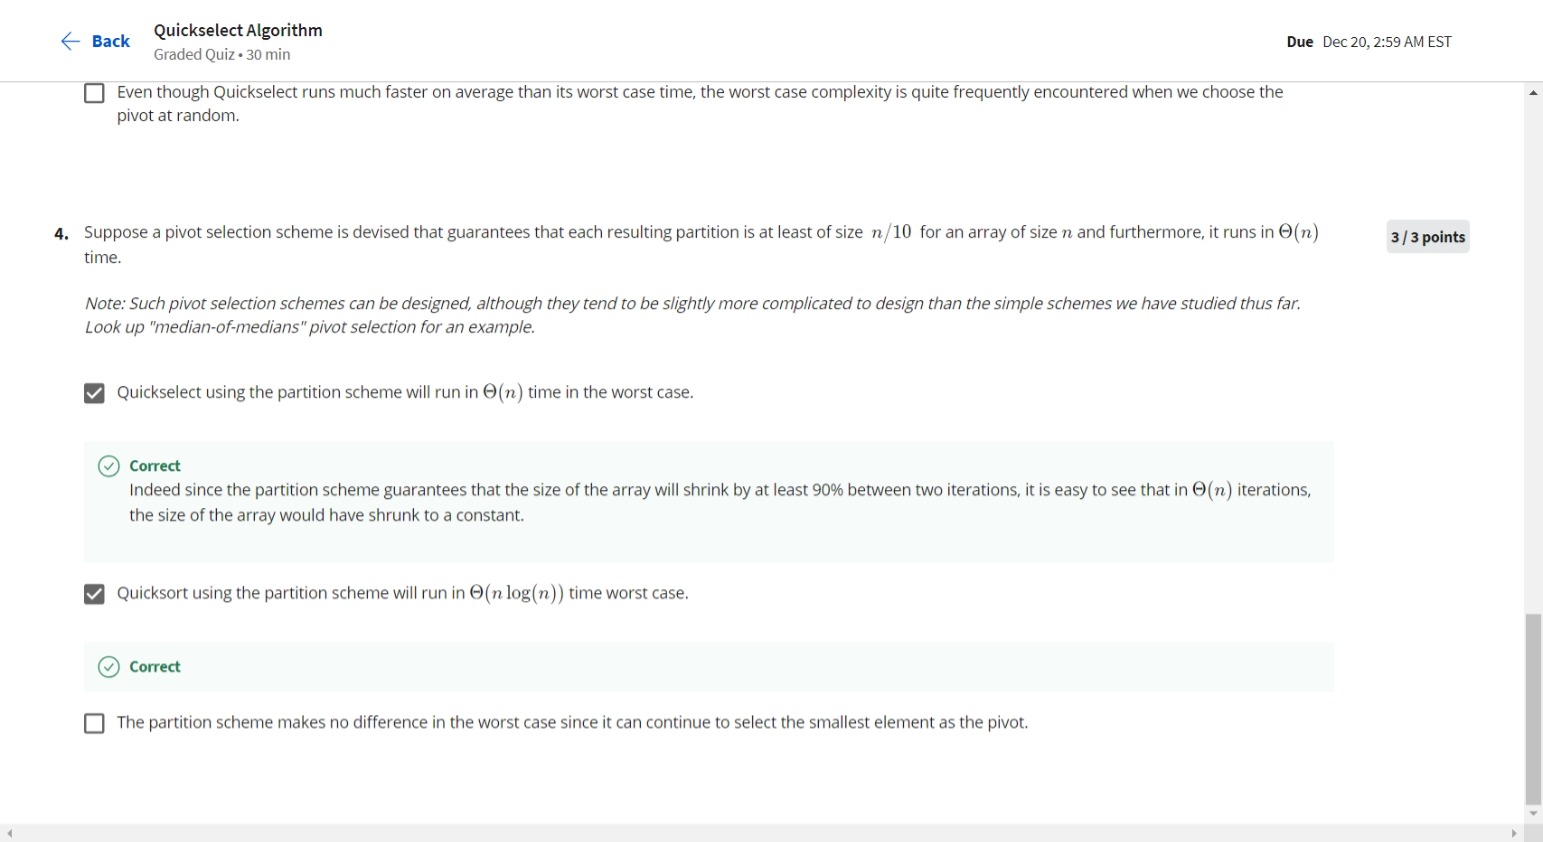 Back
Quickselect Algorithm
Graded Quiz • 30 min
Due Dec 20, 2:59 AM EST
Even though Quickselect runs much faster on average than its worst case time, the worst case complexity is quite frequently encountered when we choose the
pivot at random.
4. Suppose a pivot selection scheme is devised that guarantees that each resulting partition is at least of size n/10 for an array of size n and furthermore, it runs in Θ(n)
time.
3 / 3 points
Note: Such pivot selection schemes can be designed, although they tend to be slightly more complicated to design than the simple schemes we have studied thus far.
Look up "median-of-medians" pivot selection for an example.
Quickselect using the partition scheme will run in Θ(n) time in the worst case.
Correct
Indeed since the partition scheme guarantees that the size of the array will shrink by at least 90% between two iterations, it is easy to see that in Θ(n) iterations,
the size of the array would have shrunk to a constant.
Quicksort using the partition scheme will run in Θ(n log(n)) time worst case.
Correct
The partition scheme makes no difference in the worst case since it can continue to select the smallest element as the pivot.